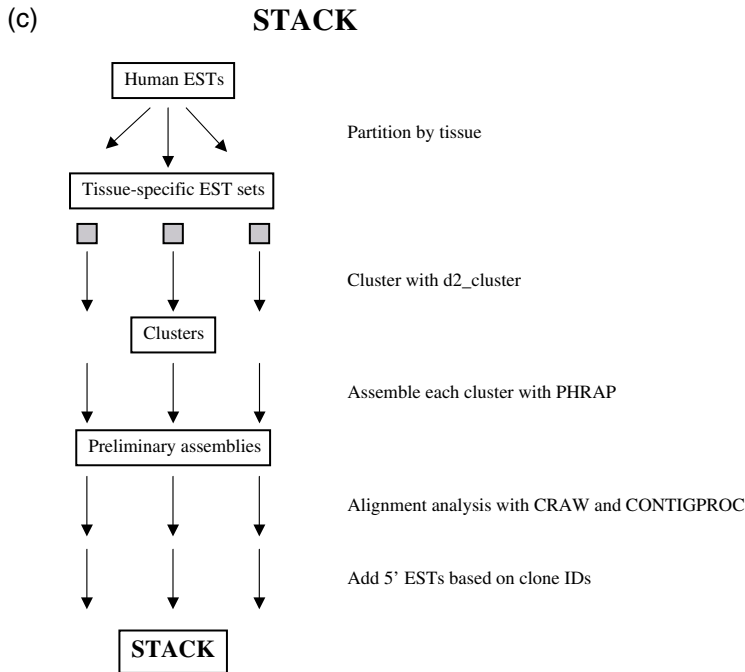 (c)
STACK
Human ESTs
Partition by tissue
Tissue-specific EST sets
Cluster with d2_cluster
Clusters
Assemble each cluster with PHRAP
Preliminary assemblies
Alignment analysis with CRAW and CONTIGPROC
Add 5’ ESTs based on clone IDs
STACK